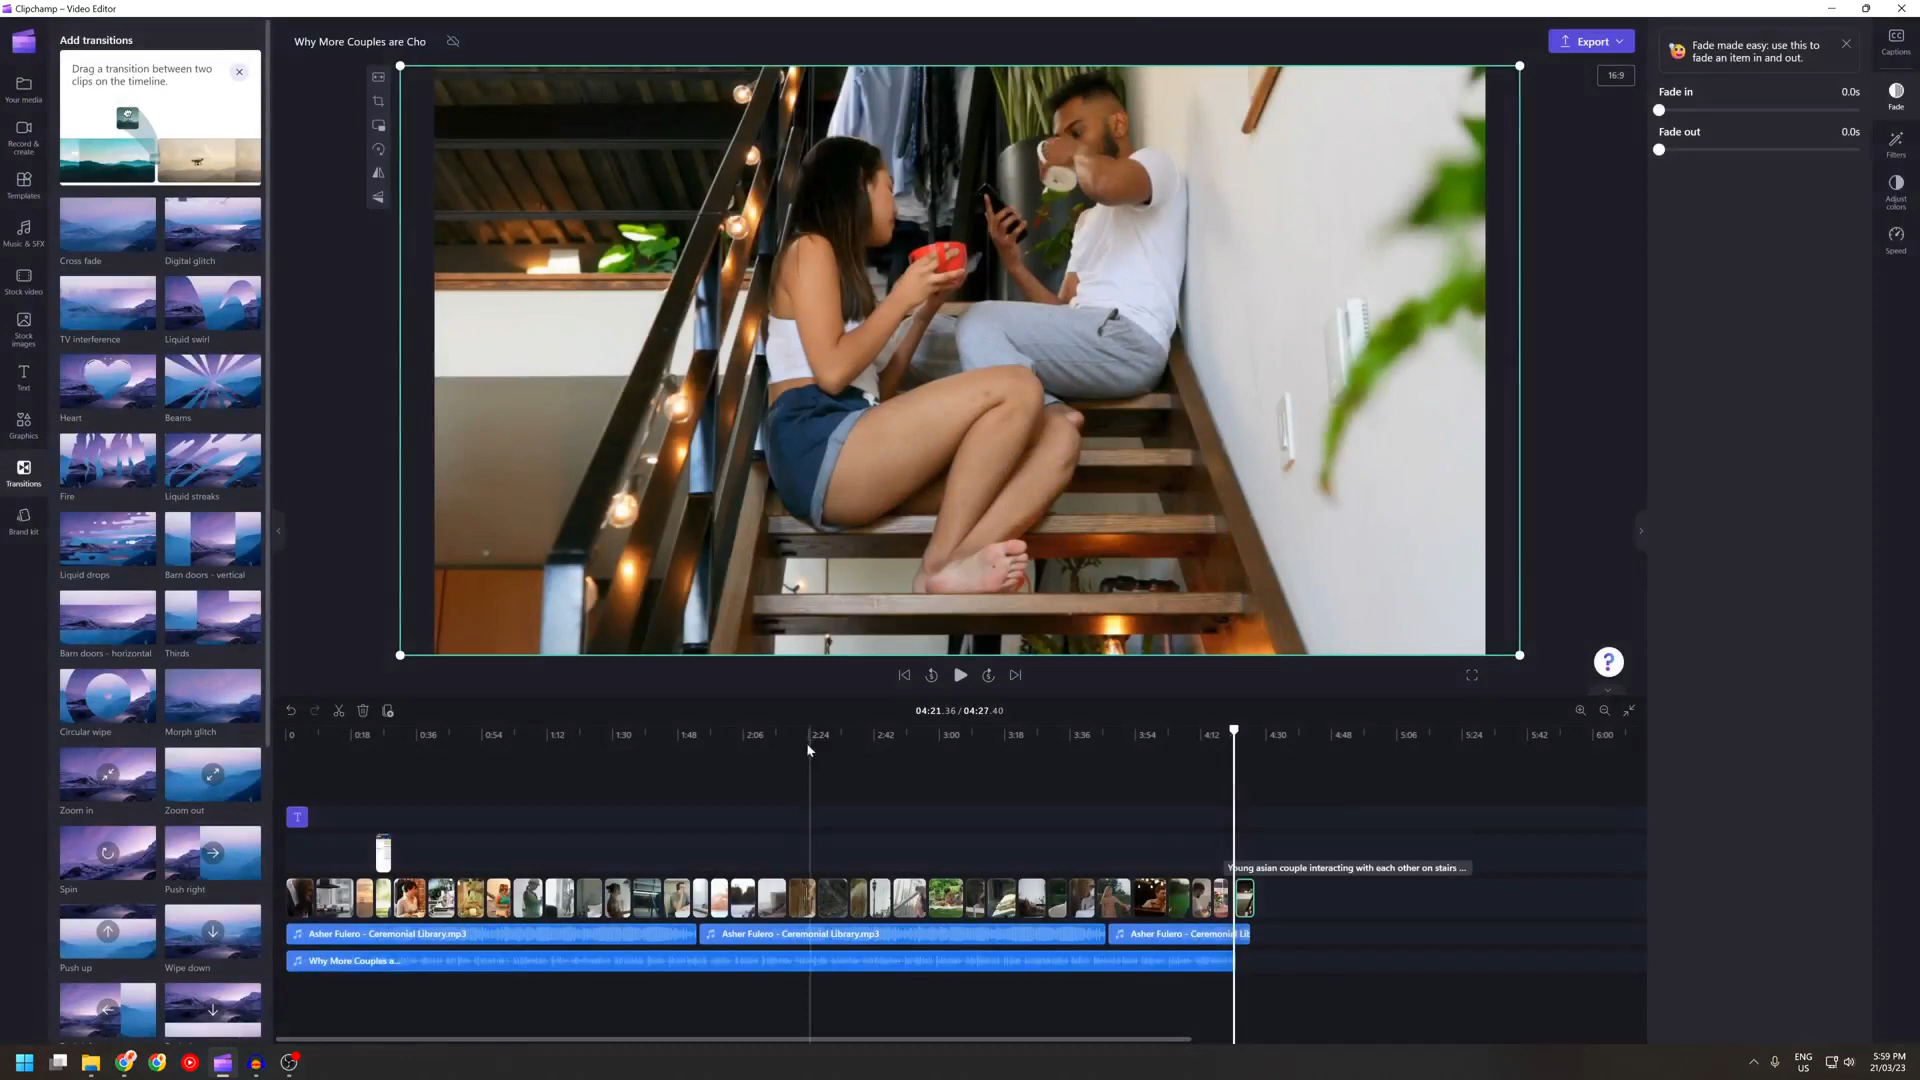 Clipchamp – Video Editor
Add transitions
Drag a transition between two
clips on the timeline.
Your media
Record &
create
Templates
Music & SFX
Stock video
Stock
images
Text
Graphics
Transitions
Brand kit
Cross fade
Digital glitch
TV interference
Liquid swirl
Heart
Beams
Fire
Liquid streaks
Liquid drops
Barn doors - vertical
Barn doors - horizontal
Thirds
Circular wipe
Morph glitch
Zoom in
Zoom out
Spin
Push right
Push up
Wipe down
Why More Couples are Cho
Export
16:9
Fade made easy: use this to
fade an item in and out.
Fade in 0.0s
Fade out 0.0s
Captions
Fade
Filters
Adjust
colors
Speed
?
04:21.36 / 04:27.40
0 0:18 0:36 0:54 1:12 1:30 1:48 2:06 2:24 2:42 3:00 3:18 3:36 3:54 4:12 4:30 4:48 5:06 5:24 5:42 6:00
T
Young asian couple interacting with each other on stairs ...
Asher Fulero - Ceremonial Library.mp3
Asher Fulero - Ceremonial Library.mp3
Asher Fulero - Ceremonial Lib
Why More Couples a...
ENG
US
5:59 PM
21/03/23